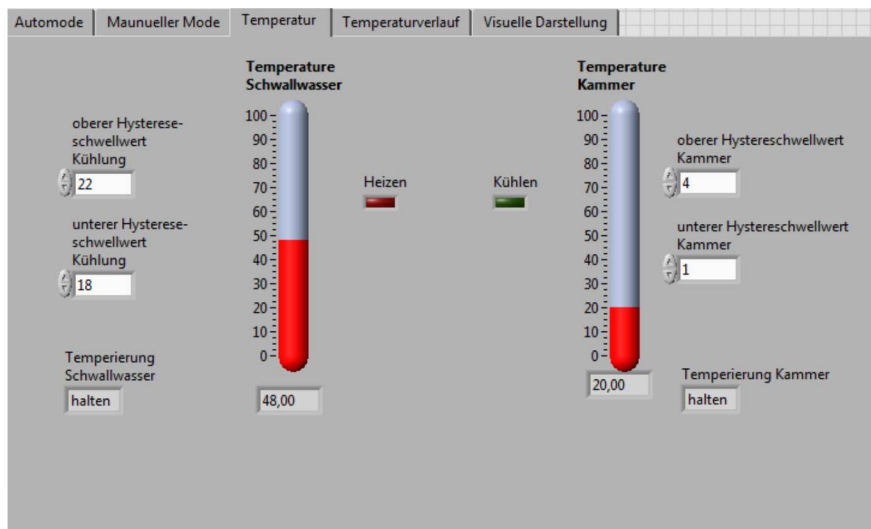 Automode
Maunueller Mode
Temperatur
Temperaturverlauf
Visuelle Darstellung
Temperature
Schwallwasser
oberer Hysterese-
schwellwert
Kühlung
22
unterer Hysterese-
schwellwert
Kühlung
18
Temperierung
Schwallwasser
halten
100
90
80
70
60
50
40
30
20
10
0
48,00
Heizen
Kühlen
Temperature
Kammer
100
90
80
70
60
50
40
30
20
10
0
20,00
oberer Hystereschwellwert
Kammer
4
unterer Hystereschwellwert
Kammer
1
Temperierung Kammer
halten